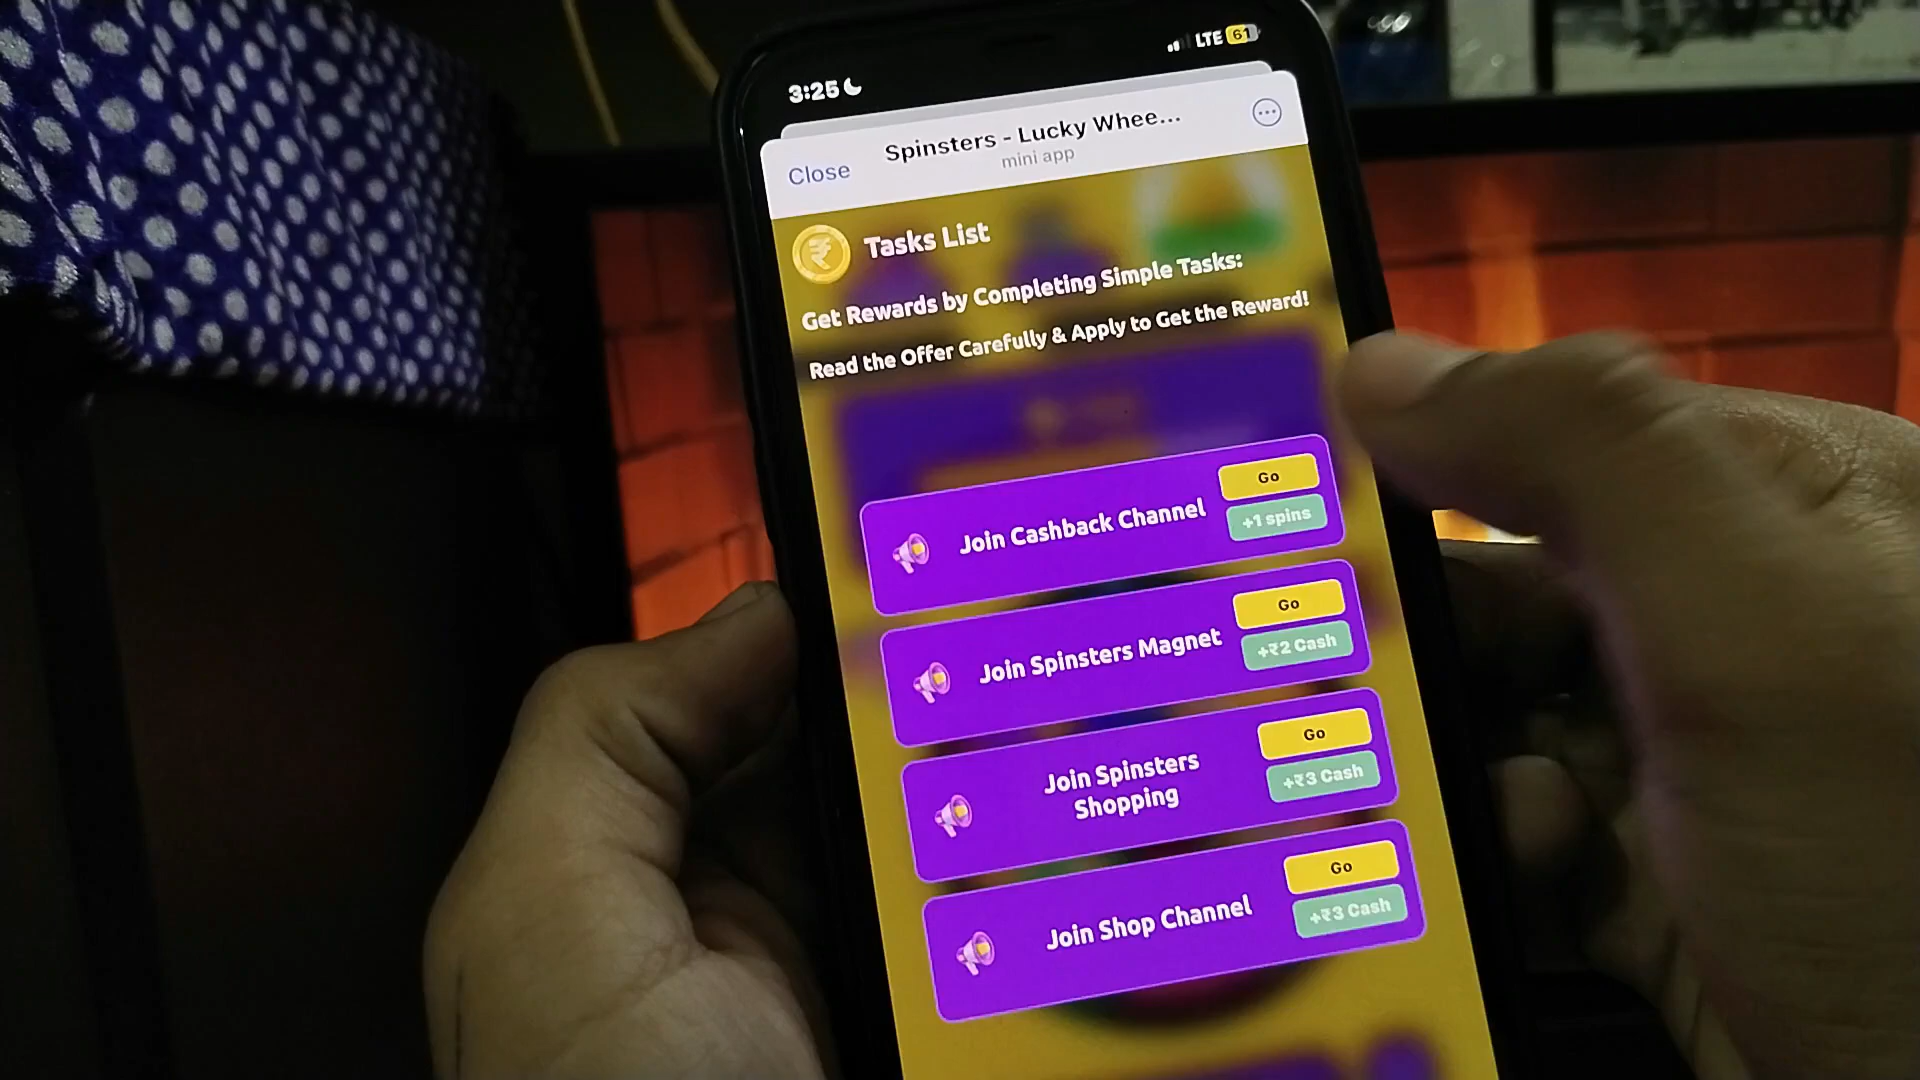 3:25
LTE 61
Close
Spinsters - Lucky Whee...
mini app
Tasks List
Get Rewards by Completing Simple Tasks:
Read the Offer Carefully & Apply to Get the Reward!
Join Cashback Channel
Go
+1 spins
Join Spinsters Magnet
Go
+₹2 Cash
Join Spinsters
Shopping
Go
+₹3 Cash
Join Shop Channel
Go
+₹3 Cash